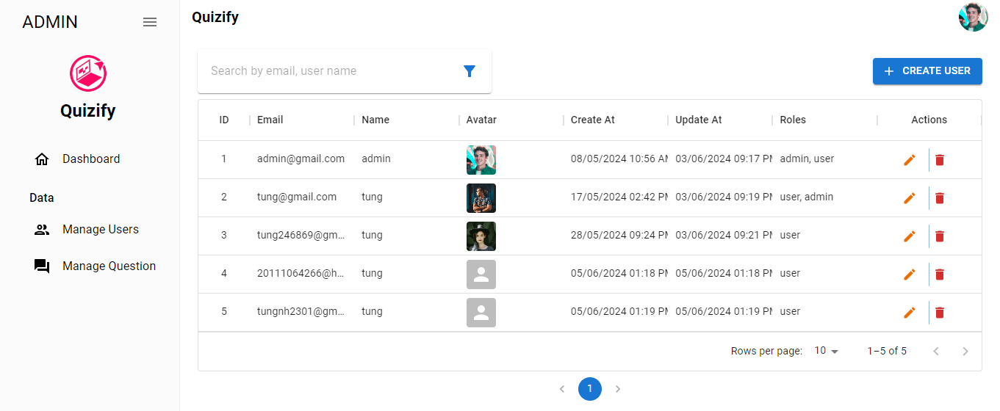 ADMIN
Quizify
Quizify
Dashboard
Data
Manage Users
Manage Question
Search by email, user name
CREATE USER
ID Email Name Avatar Create At Update At Roles Actions
1 admin@gmail.com admin 08/05/2024 10:56 AM 03/06/2024 09:17 PM admin, user
2 tung@gmail.com tung 17/05/2024 02:42 PM 03/06/2024 09:19 PM user, admin
3 tung246869@gm... tung 28/05/2024 09:24 PM 03/06/2024 09:21 PM user
4 20111064266@h... tung 05/06/2024 01:18 PM 05/06/2024 01:18 PM user
5 tungnh2301@gm... tung 05/06/2024 01:19 PM 05/06/2024 01:19 PM user
Rows per page: 10 1–5 of 5
1